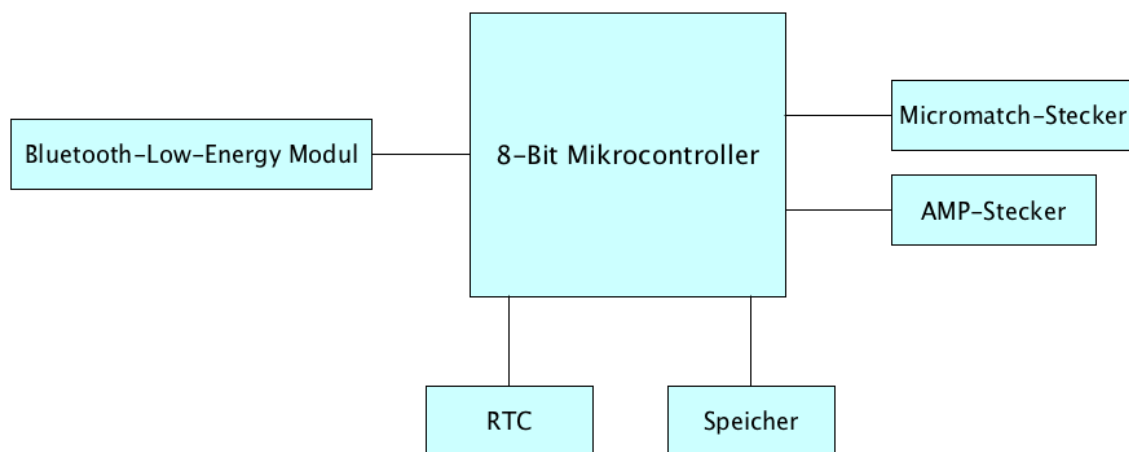 Micromatch-Stecker
Bluetooth-Low-Energy Modul
8-Bit Mikrocontroller
AMP-Stecker
RTC
Speicher